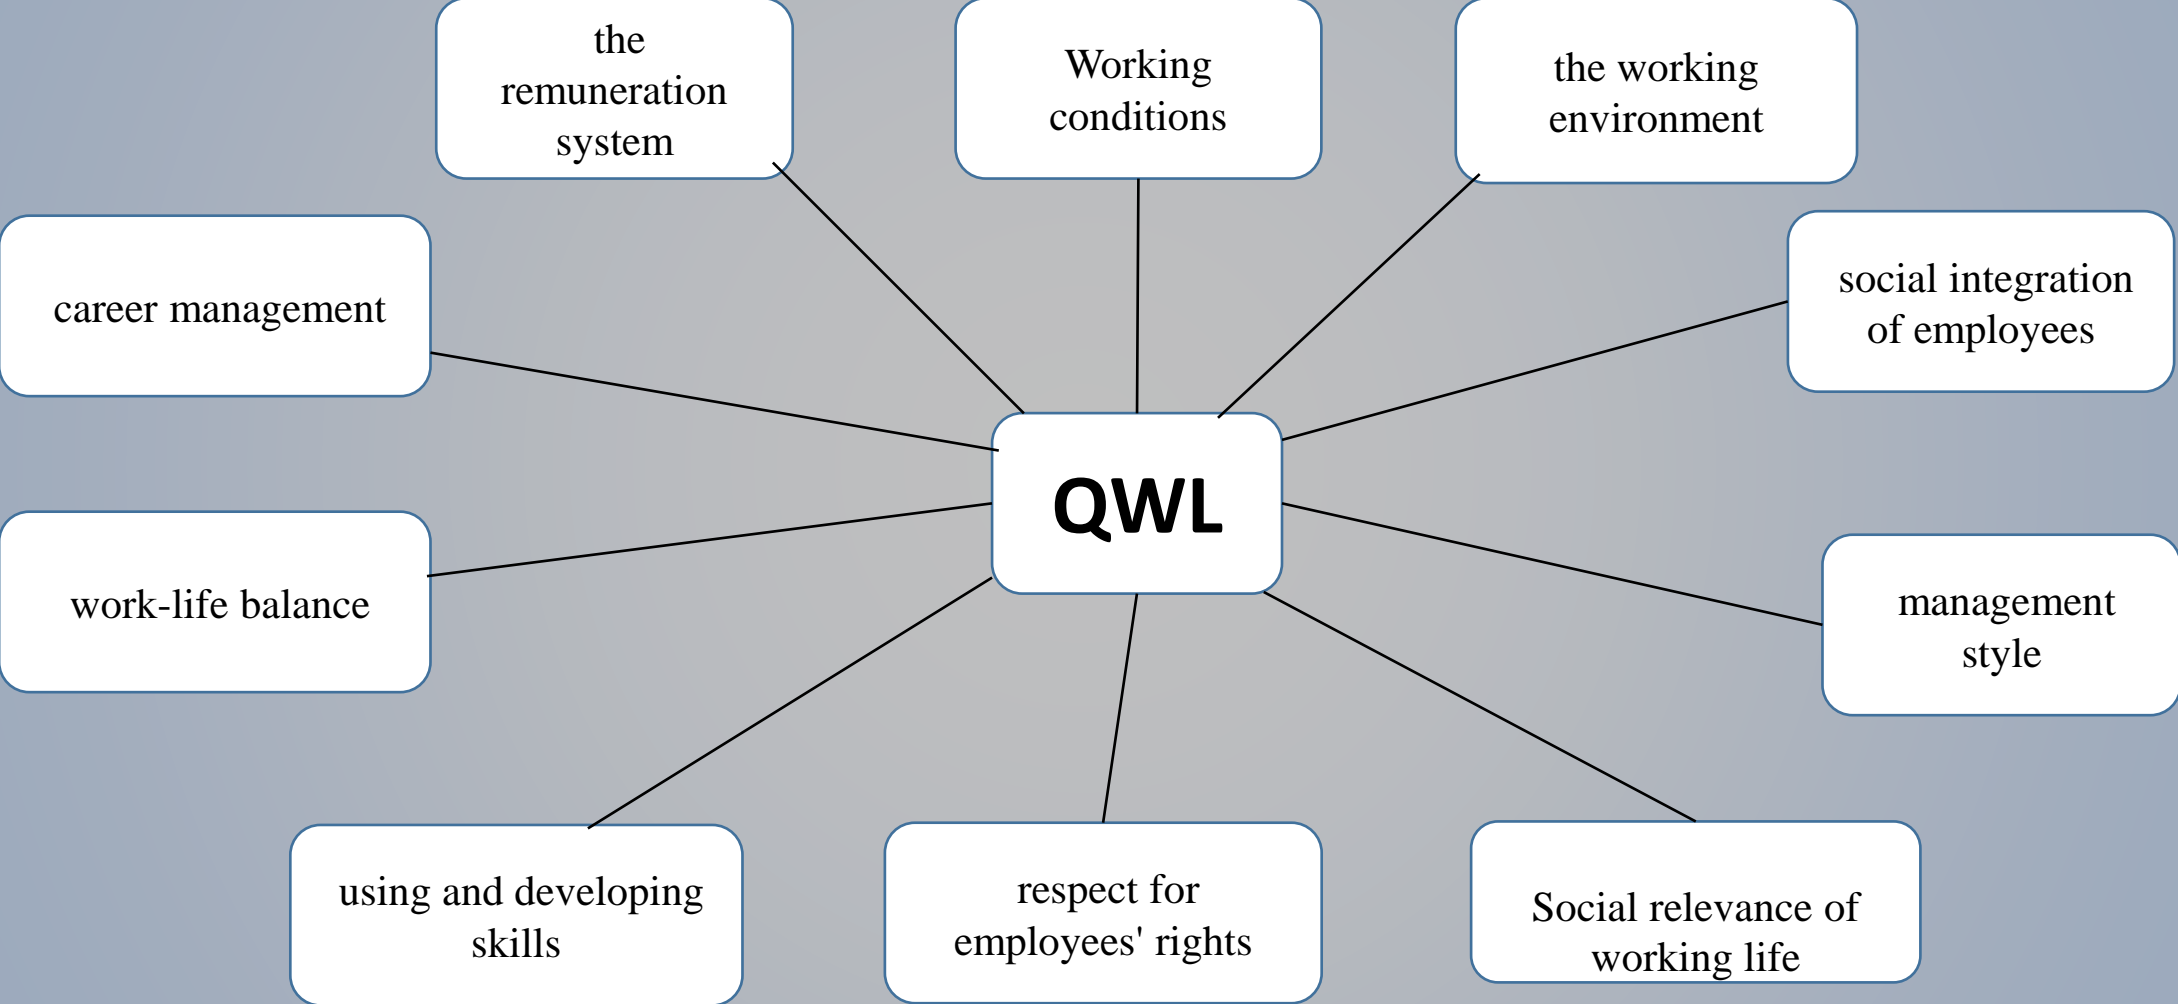 the
remuneration
system
Working
conditions
the working
environment
career management
social integration
of employees
QWL
work-life balance
management
style
using and developing
skills
respect for
employees' rights
Social relevance of
working life